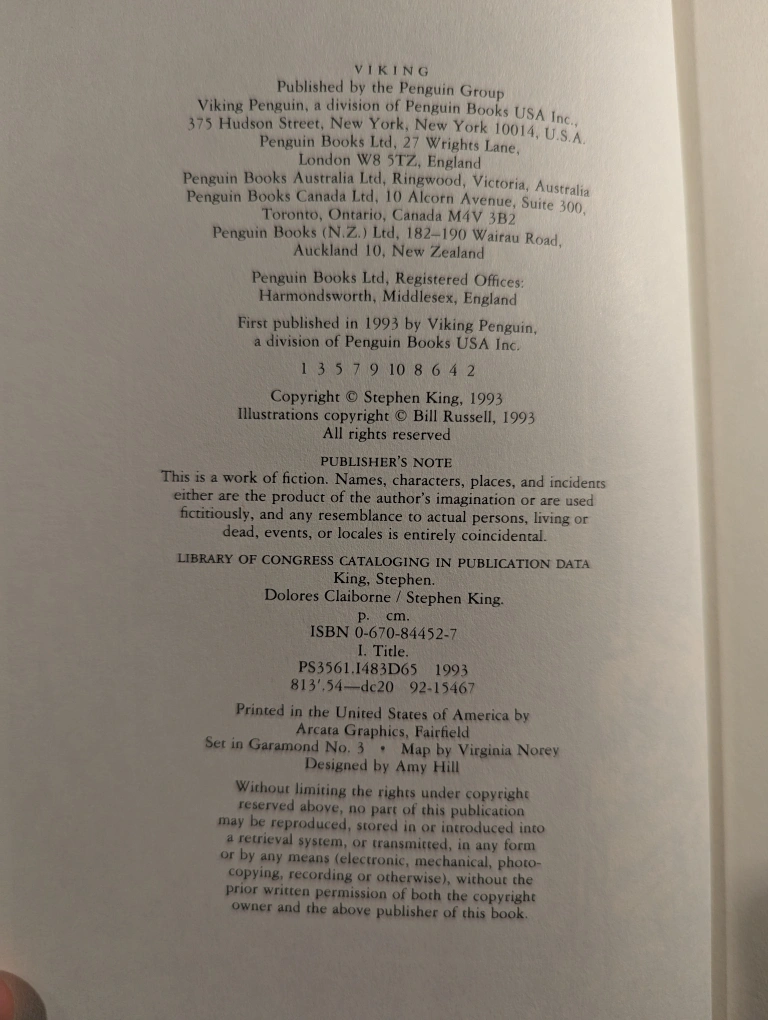 VIKING
Published by the Penguin Group
Viking Penguin, a division of Penguin Books USA Inc.,
375 Hudson Street, New York, New York 10014, U.S.A.
Penguin Books Ltd, 27 Wrights Lane,
London W8 5TZ, England
Penguin Books Australia Ltd, Ringwood, Victoria, Australia
Penguin Books Canada Ltd, 10 Alcorn Avenue, Suite 300,
Toronto, Ontario, Canada M4V 3B2
Penguin Books (N.Z.) Ltd, 182–190 Wairau Road,
Auckland 10, New Zealand
Penguin Books Ltd, Registered Offices:
Harmondsworth, Middlesex, England
First published in 1993 by Viking Penguin,
a division of Penguin Books USA Inc.
1 3 5 7 9 10 8 6 4 2
Copyright © Stephen King, 1993
Illustrations copyright © Bill Russell, 1993
All rights reserved
PUBLISHER'S NOTE
This is a work of fiction. Names, characters, places, and incidents
either are the product of the author's imagination or are used
fictitiously, and any resemblance to actual persons, living or
dead, events, or locales is entirely coincidental.
LIBRARY OF CONGRESS CATALOGING IN PUBLICATION DATA
King, Stephen.
Dolores Claiborne / Stephen King.
p. cm.
ISBN 0-670-84452-7
I. Title.
PS3561.I483D65 1993
813'.54—dc20 92-15467
Printed in the United States of America by
Arcata Graphics, Fairfield
Set in Garamond No. 3 • Map by Virginia Norey
Designed by Amy Hill
Without limiting the rights under copyright
reserved above, no part of this publication
may be reproduced, stored in or introduced into
a retrieval system, or transmitted, in any form
or by any means (electronic, mechanical, photo-
copying, recording or otherwise), without the
prior written permission of both the copyright
owner and the above publisher of this book.